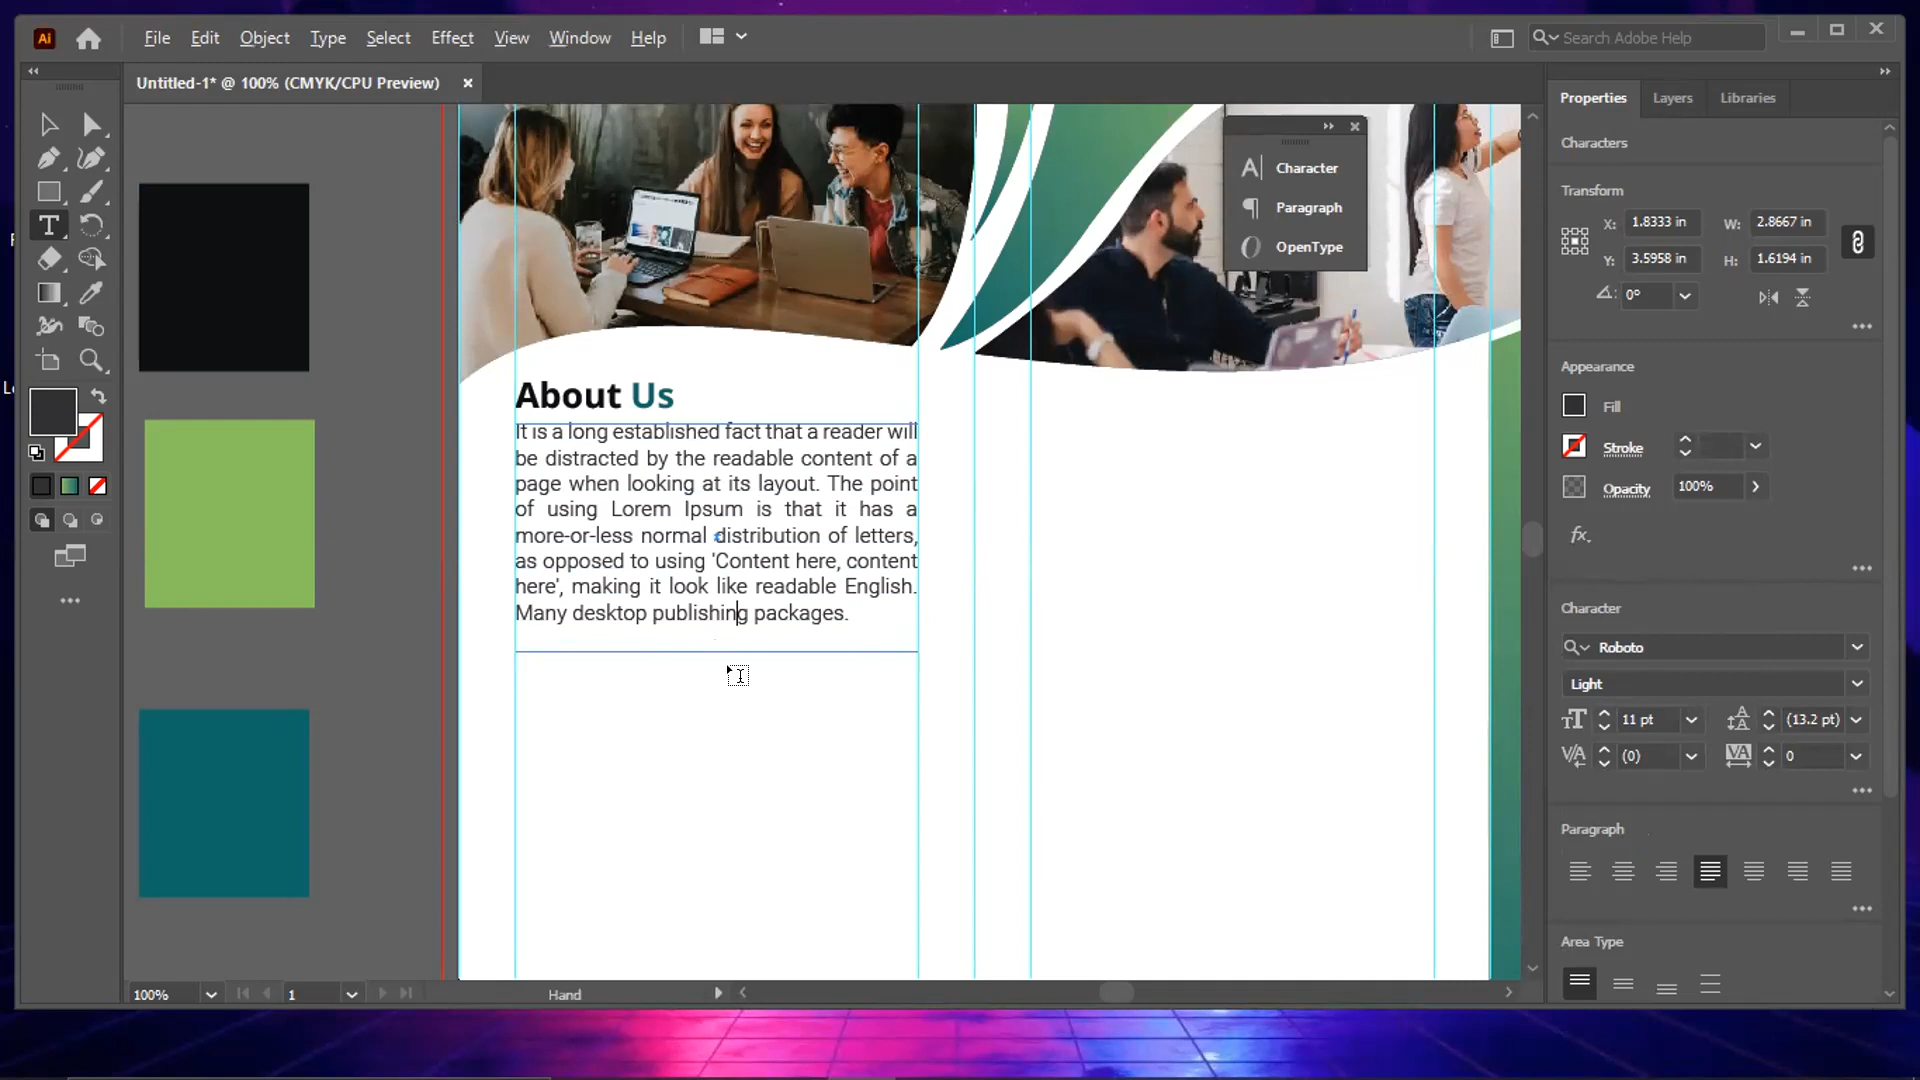 Ai File Edit Object Type Select Effect View Window Help Search Adobe Help
Untitled-1* @ 100% (CMYK/CPU Preview)
Properties Layers Libraries
Characters
Transform
X: 1.8333 in W: 2.8667 in
Y: 3.5958 in H: 1.6194 in
0°
Appearance
Fill
Stroke
Opacity 100%
fx.
Character
Roboto
Light
11 pt (13.2 pt)
(0) 0
Paragraph
Area Type
Character
Paragraph
OpenType
About Us
It is a long established fact that a reader will
be distracted by the readable content of a
page when looking at its layout. The point
of using Lorem Ipsum is that it has a
more-or-less normal distribution of letters,
as opposed to using 'Content here, content
here', making it look like readable English.
Many desktop publishing packages.
100% 1 Hand